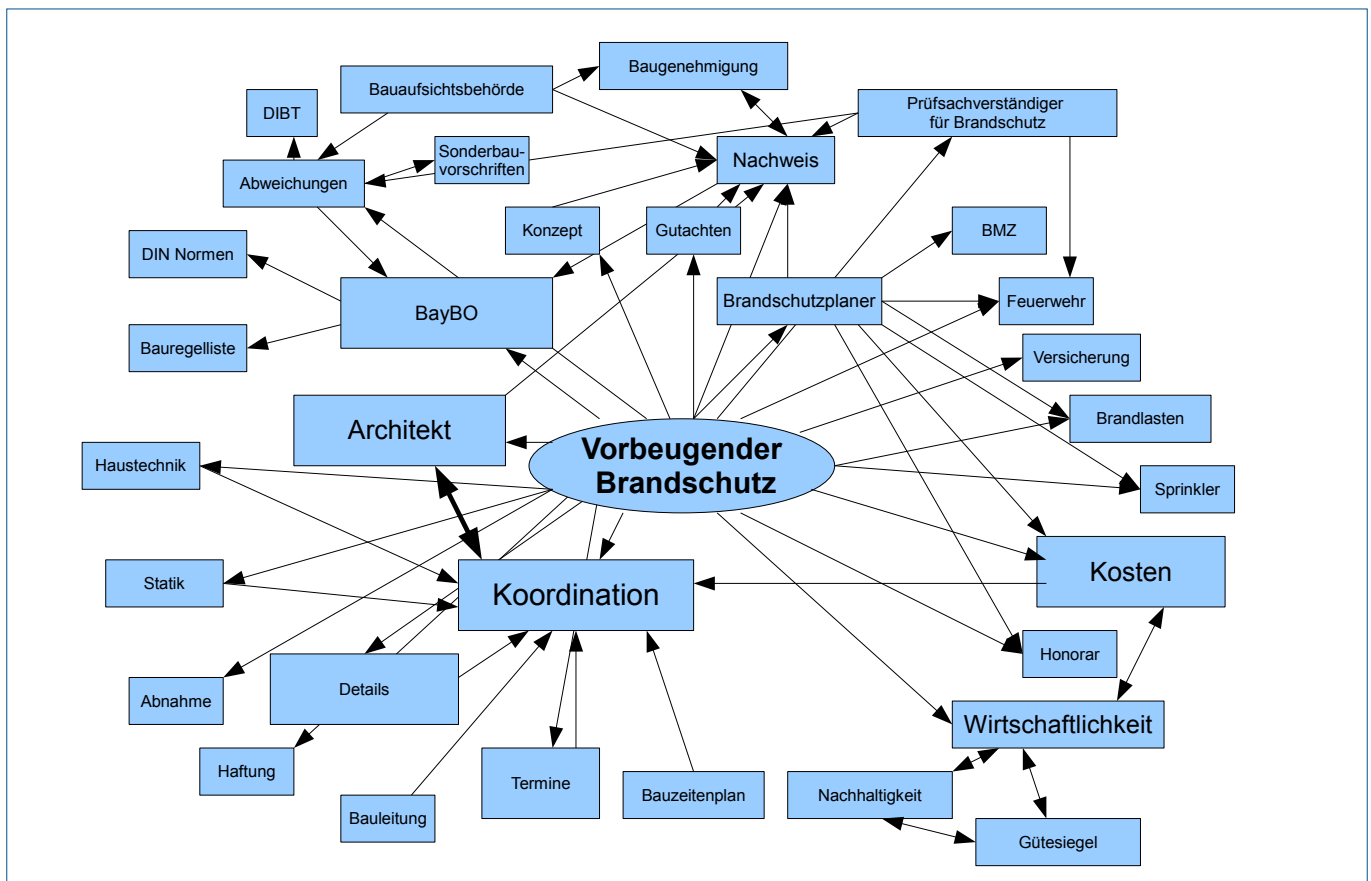 Baugenehmigung
Bauaufsichtsbehörde
DIBT
Prüfsachverständiger
für Brandschutz
Sonderbau-
vorschriften
Nachweis
Abweichungen
Konzept
Gutachten
BMZ
DIN Normen
Brandschutzplaner
Feuerwehr
BayBO
Bauregelliste
Versicherung
Brandlasten
Architekt
Vorbeugender
Brandschutz
Haustechnik
Sprinkler
Kosten
Statik
Koordination
Honorar
Details
Abnahme
Wirtschaftlichkeit
Haftung
Termine
Bauzeitenplan
Nachhaltigkeit
Bauleitung
Gütesiegel